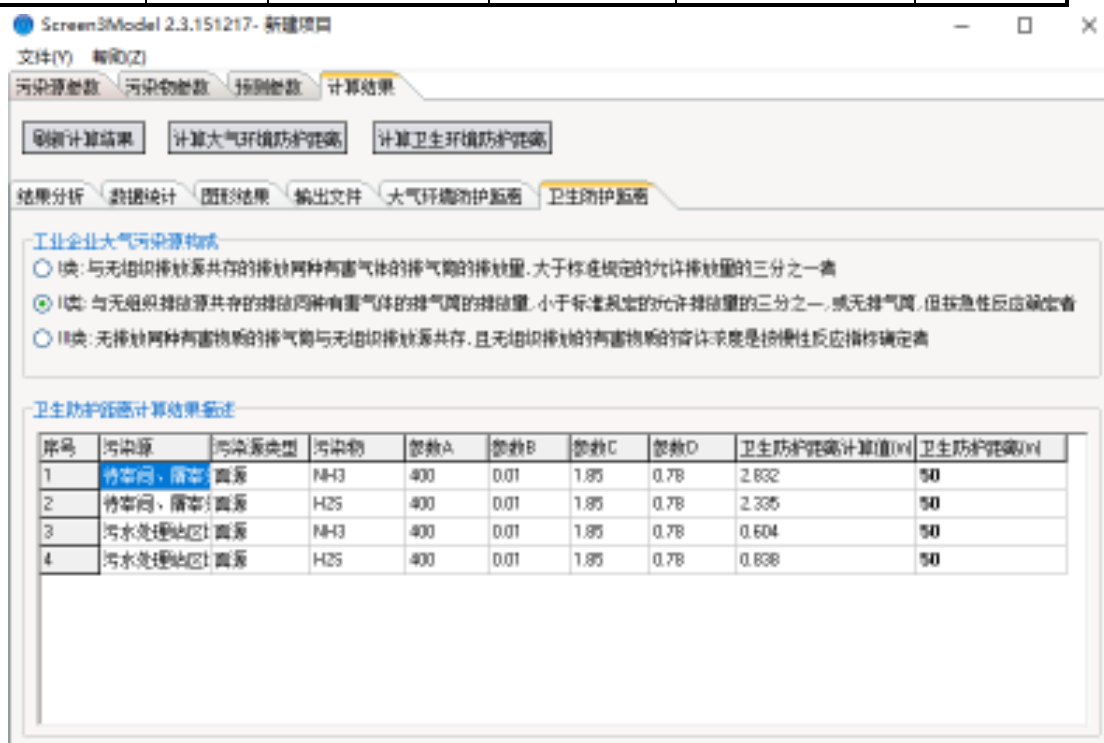 Screen3Model 2.3.151217- 新建项目
文件(Y) 帮助(Z)
污染源参数 污染物参数 预测参数 计算结果
刷新计算结果 计算大气环境防护距离 计算卫生环境防护距离
结果分析 数据统计 图形结果 输出文件 大气环境防护距离 卫生防护距离
工业企业大气污染源构成
I类: 与无组织排放源共存的排放同种有害气体的排气筒的排放量,大于标准规定的允许排放量的三分之一者
II类: 与无组织排放源共存的排放同种有害气体的排气筒的排放量,小于标准规定的允许排放量的三分之一,或无排气筒,但按急性反应确定者
III类: 无排放同种有害物质的排气筒与无组织排放源共存,且无组织排放的有害物质的容许浓度是按慢性反应指标确定者
卫生防护距离计算结果描述
序号 污染源 污染源类型 污染物 参数A 参数B 参数C 参数D 卫生防护距离计算值(m) 卫生防护距离(m)
1 待宰间、屠宰 面源 NH3 400 0.01 1.85 0.78 2.832 50
2 待宰间、屠宰 面源 H2S 400 0.01 1.85 0.78 2.335 50
3 污水处理站区 面源 NH3 400 0.01 1.85 0.78 0.604 50
4 污水处理站区 面源 H2S 400 0.01 1.85 0.78 0.838 50